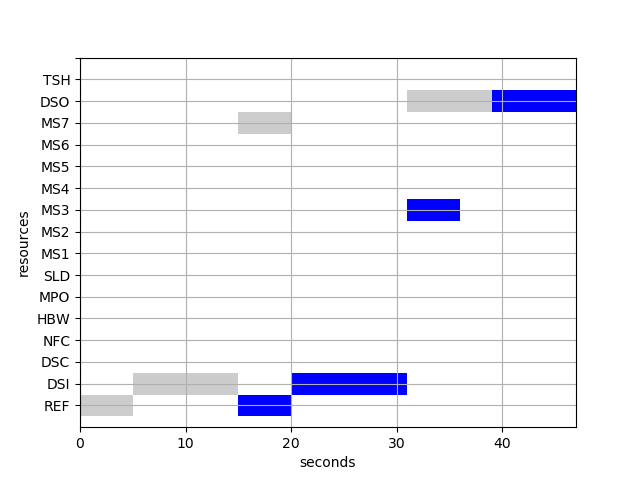 TSH
DSO
MS7
MS6
MS5
MS4
MS3
MS2
MS1
SLD
MPO
HBW
NFC
DSC
DSI
REF
resources
0 10 20 30 40
seconds